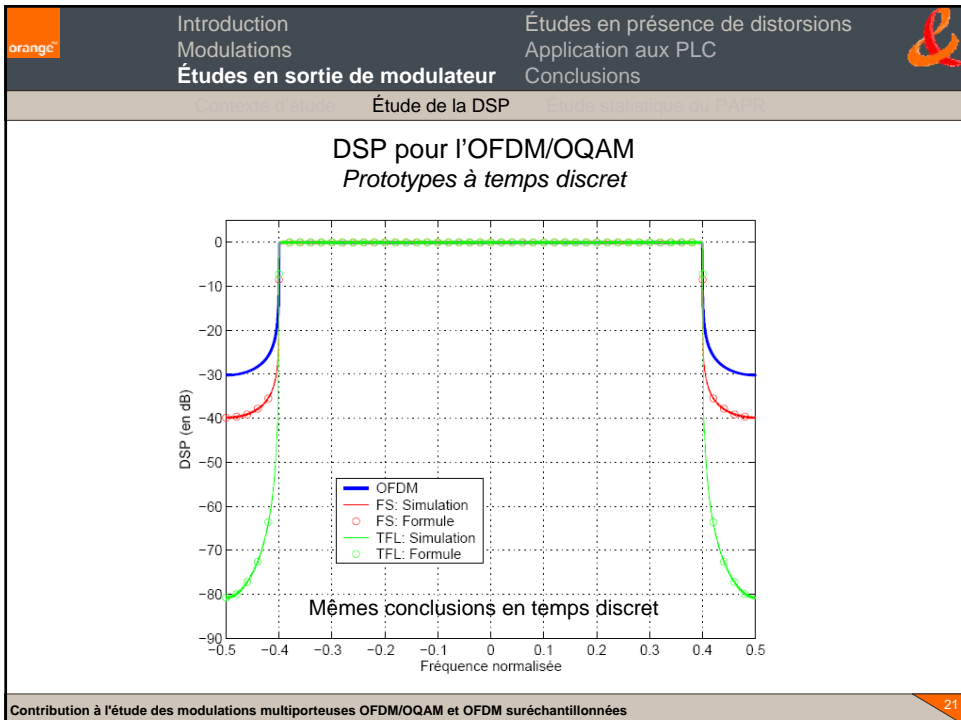 orange™
Introduction
Modulations
Études en sortie de modulateur
Études en présence de distorsions
Application aux PLC
Conclusions
Contexte d'étude Étude de la DSP Étude statistique du PAPR
DSP pour l'OFDM/OQAM
Prototypes à temps discret
DSP (en dB)
0
−10
−20
−30
−40
−50
−60
−70
−80
−90
OFDM
FS: Simulation
FS: Formule
TFL: Simulation
TFL: Formule
Mêmes conclusions en temps discret
−0.5 −0.4 −0.3 −0.2 −0.1 0 0.1 0.2 0.3 0.4 0.5
Fréquence normalisée
Contribution à l'étude des modulations multiporteuses OFDM/OQAM et OFDM suréchantillonnées
21